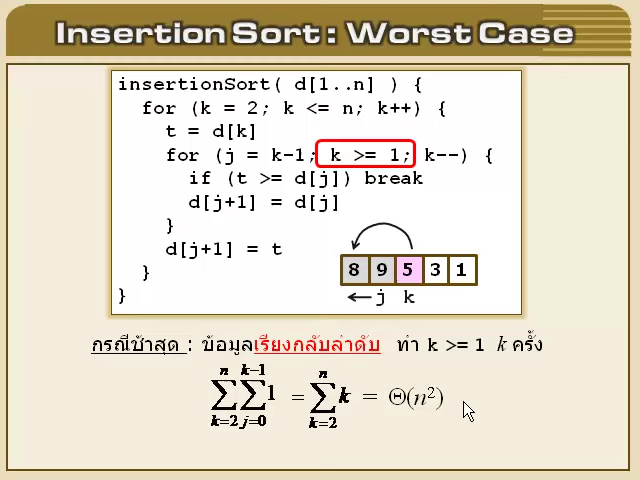 Insertion Sort : Worst Case
insertionSort( d[1..n] ) {
for (k = 2; k <= n; k++) {
t = d[k]
for (j = k-1; k >= 1; k--) {
if (t >= d[j]) break
d[j+1] = d[j]
}
d[j+1] = t
}
}
8 9 5 3 1
← j k
กรณีช้าสุด : ข้อมูลเรียงกลับลำดับ ทำ k >= 1 k ครั้ง
n k−1 n
∑∑1 = ∑k = Θ(n²)
k=2 j=0 k=2